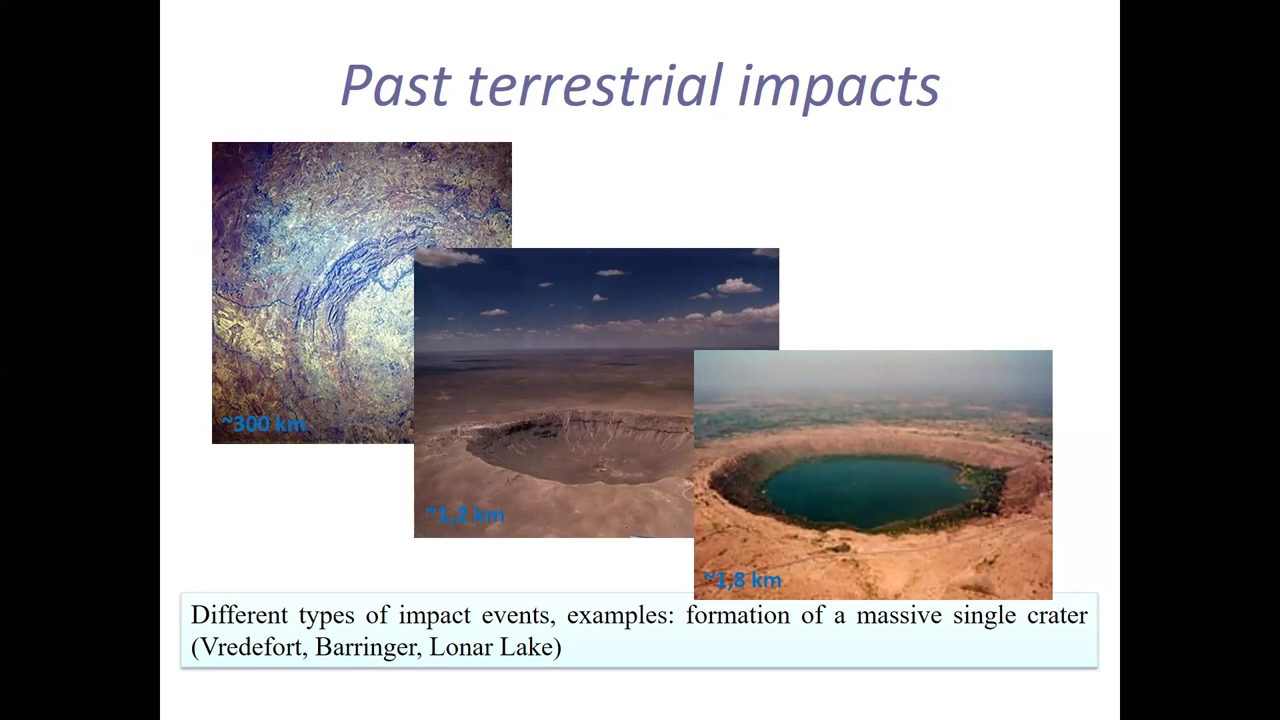 Past terrestrial impacts
~300 km
~1,2 km
~1,8 km
Different types of impact events, examples: formation of a massive single crater
(Vredefort, Barringer, Lonar Lake)